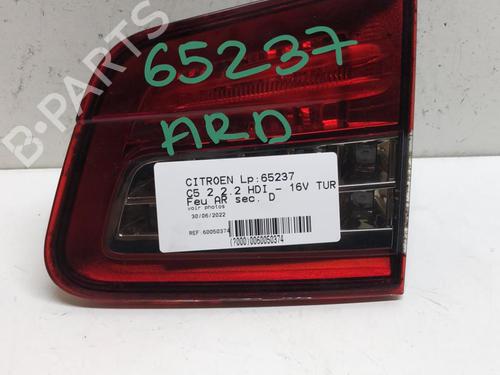 B-PARTS
65237
ARD
CITROEN Lp:65237
C5 2 2.2 HDI - 16V TUR
Feu AR sec. D
voir photos
30/06/2022
REF:60050374
(7000)0060050374